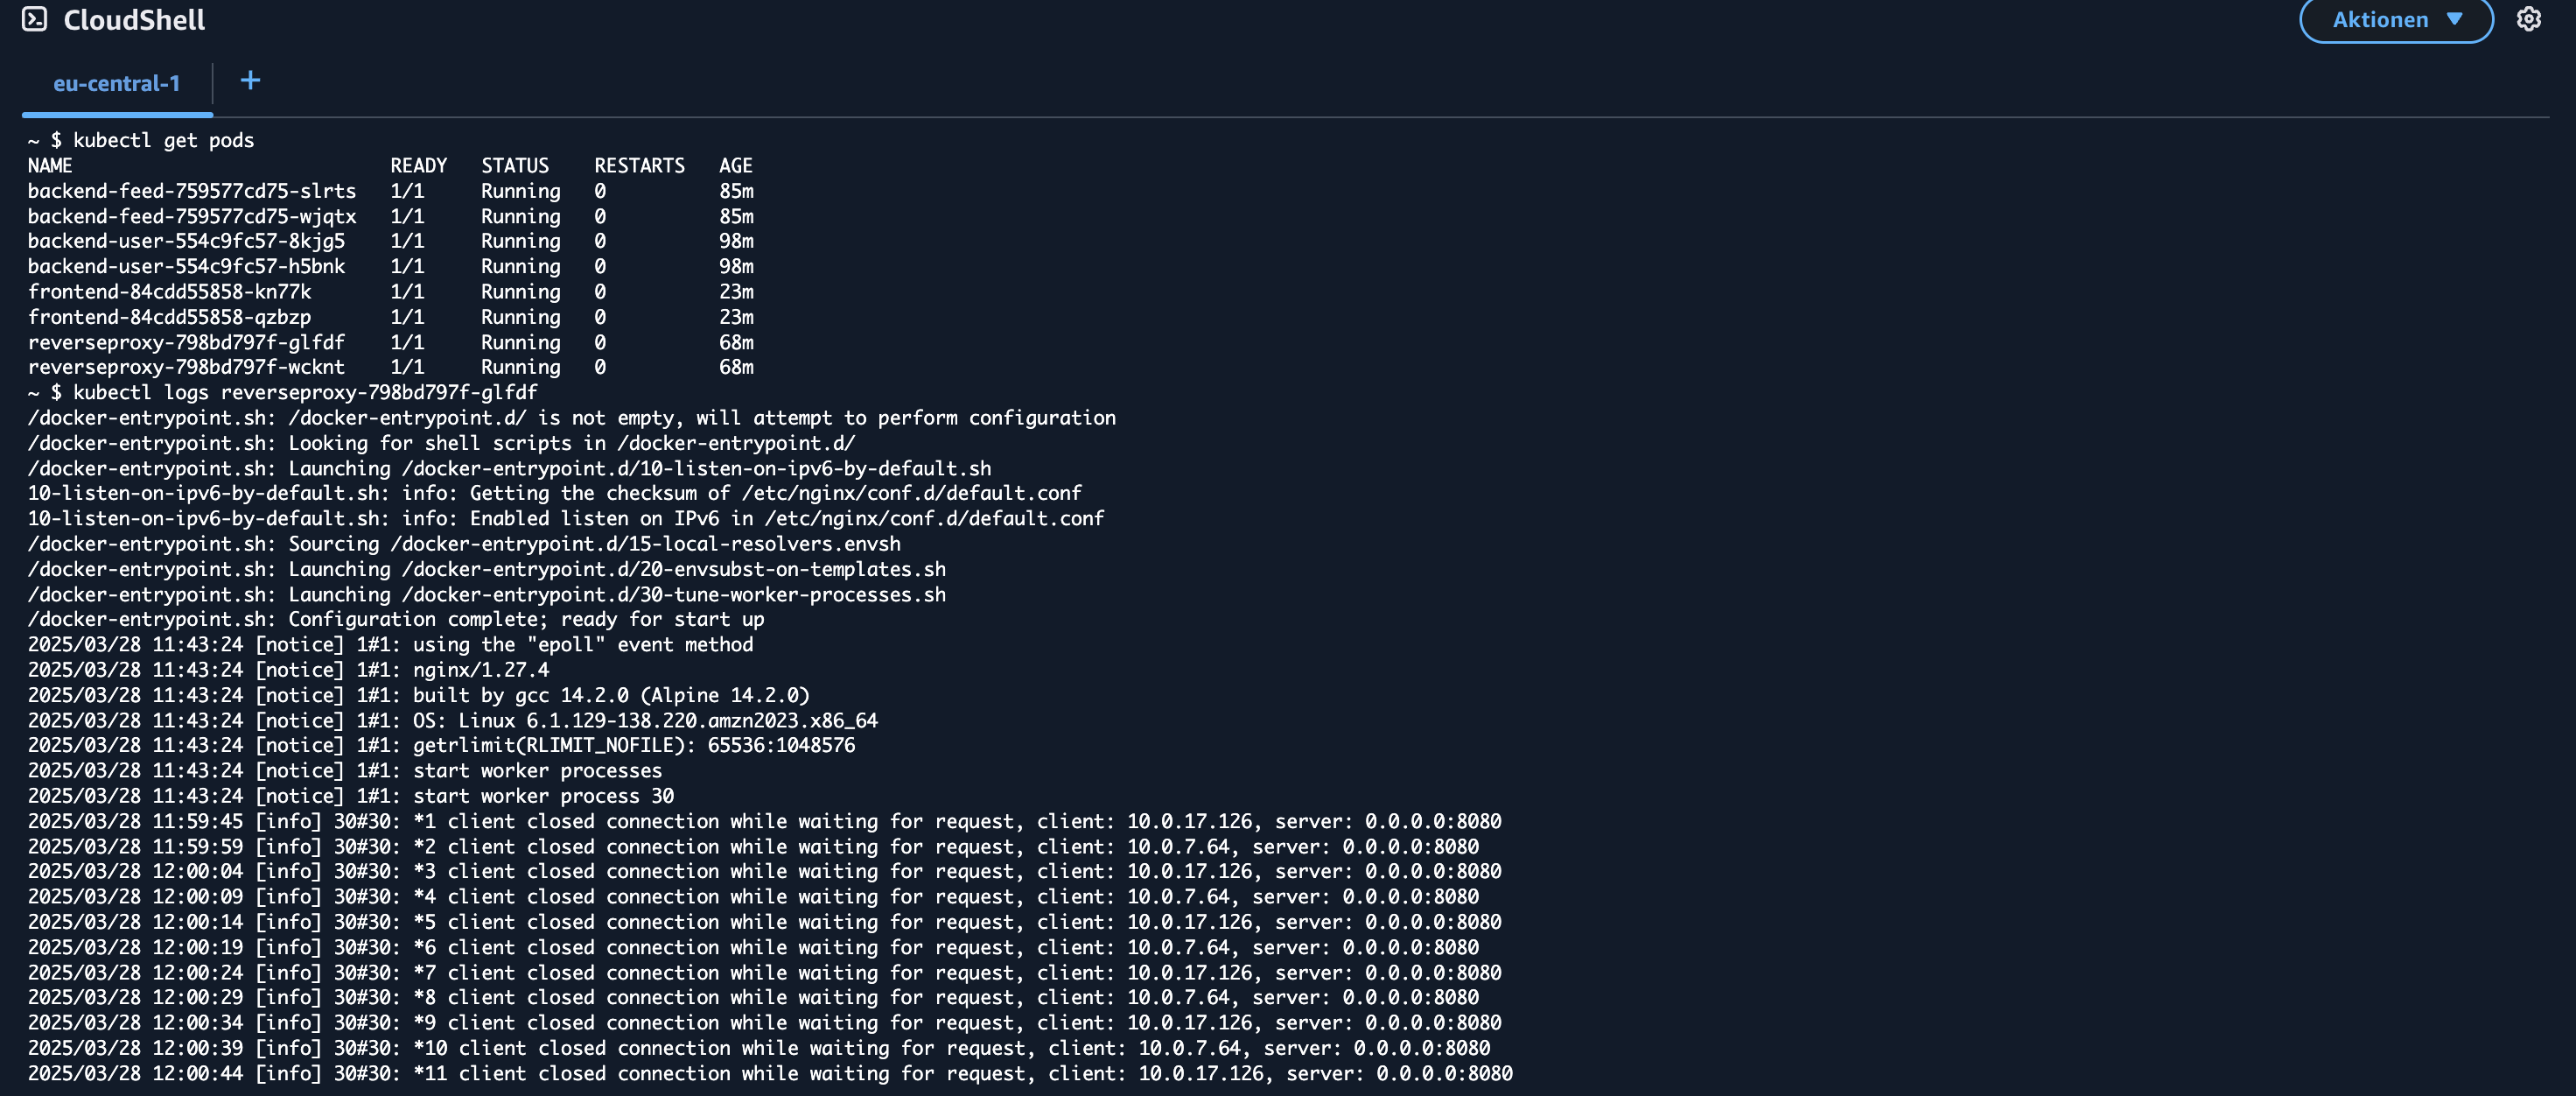 CloudShell
Aktionen
eu-central-1
+
~ $ kubectl get pods
NAME                            READY   STATUS    RESTARTS   AGE
backend-feed-759577cd75-slrts   1/1     Running   0          85m
backend-feed-759577cd75-wjqtx   1/1     Running   0          85m
backend-user-554c9fc57-8kjg5    1/1     Running   0          98m
backend-user-554c9fc57-h5bnk    1/1     Running   0          98m
frontend-84cdd55858-kn77k       1/1     Running   0          23m
frontend-84cdd55858-qzbzp       1/1     Running   0          23m
reverseproxy-798bd797f-glfdf    1/1     Running   0          68m
reverseproxy-798bd797f-wcknt    1/1     Running   0          68m
~ $ kubectl logs reverseproxy-798bd797f-glfdf
/docker-entrypoint.sh: /docker-entrypoint.d/ is not empty, will attempt to perform configuration
/docker-entrypoint.sh: Looking for shell scripts in /docker-entrypoint.d/
/docker-entrypoint.sh: Launching /docker-entrypoint.d/10-listen-on-ipv6-by-default.sh
10-listen-on-ipv6-by-default.sh: info: Getting the checksum of /etc/nginx/conf.d/default.conf
10-listen-on-ipv6-by-default.sh: info: Enabled listen on IPv6 in /etc/nginx/conf.d/default.conf
/docker-entrypoint.sh: Sourcing /docker-entrypoint.d/15-local-resolvers.envsh
/docker-entrypoint.sh: Launching /docker-entrypoint.d/20-envsubst-on-templates.sh
/docker-entrypoint.sh: Launching /docker-entrypoint.d/30-tune-worker-processes.sh
/docker-entrypoint.sh: Configuration complete; ready for start up
2025/03/28 11:43:24 [notice] 1#1: using the "epoll" event method
2025/03/28 11:43:24 [notice] 1#1: nginx/1.27.4
2025/03/28 11:43:24 [notice] 1#1: built by gcc 14.2.0 (Alpine 14.2.0)
2025/03/28 11:43:24 [notice] 1#1: OS: Linux 6.1.129-138.220.amzn2023.x86_64
2025/03/28 11:43:24 [notice] 1#1: getrlimit(RLIMIT_NOFILE): 65536:1048576
2025/03/28 11:43:24 [notice] 1#1: start worker processes
2025/03/28 11:43:24 [notice] 1#1: start worker process 30
2025/03/28 11:59:45 [info] 30#30: *1 client closed connection while waiting for request, client: 10.0.17.126, server: 0.0.0.0:8080
2025/03/28 11:59:59 [info] 30#30: *2 client closed connection while waiting for request, client: 10.0.7.64, server: 0.0.0.0:8080
2025/03/28 12:00:04 [info] 30#30: *3 client closed connection while waiting for request, client: 10.0.17.126, server: 0.0.0.0:8080
2025/03/28 12:00:09 [info] 30#30: *4 client closed connection while waiting for request, client: 10.0.7.64, server: 0.0.0.0:8080
2025/03/28 12:00:14 [info] 30#30: *5 client closed connection while waiting for request, client: 10.0.17.126, server: 0.0.0.0:8080
2025/03/28 12:00:19 [info] 30#30: *6 client closed connection while waiting for request, client: 10.0.7.64, server: 0.0.0.0:8080
2025/03/28 12:00:24 [info] 30#30: *7 client closed connection while waiting for request, client: 10.0.17.126, server: 0.0.0.0:8080
2025/03/28 12:00:29 [info] 30#30: *8 client closed connection while waiting for request, client: 10.0.7.64, server: 0.0.0.0:8080
2025/03/28 12:00:34 [info] 30#30: *9 client closed connection while waiting for request, client: 10.0.17.126, server: 0.0.0.0:8080
2025/03/28 12:00:39 [info] 30#30: *10 client closed connection while waiting for request, client: 10.0.7.64, server: 0.0.0.0:8080
2025/03/28 12:00:44 [info] 30#30: *11 client closed connection while waiting for request, client: 10.0.17.126, server: 0.0.0.0:8080